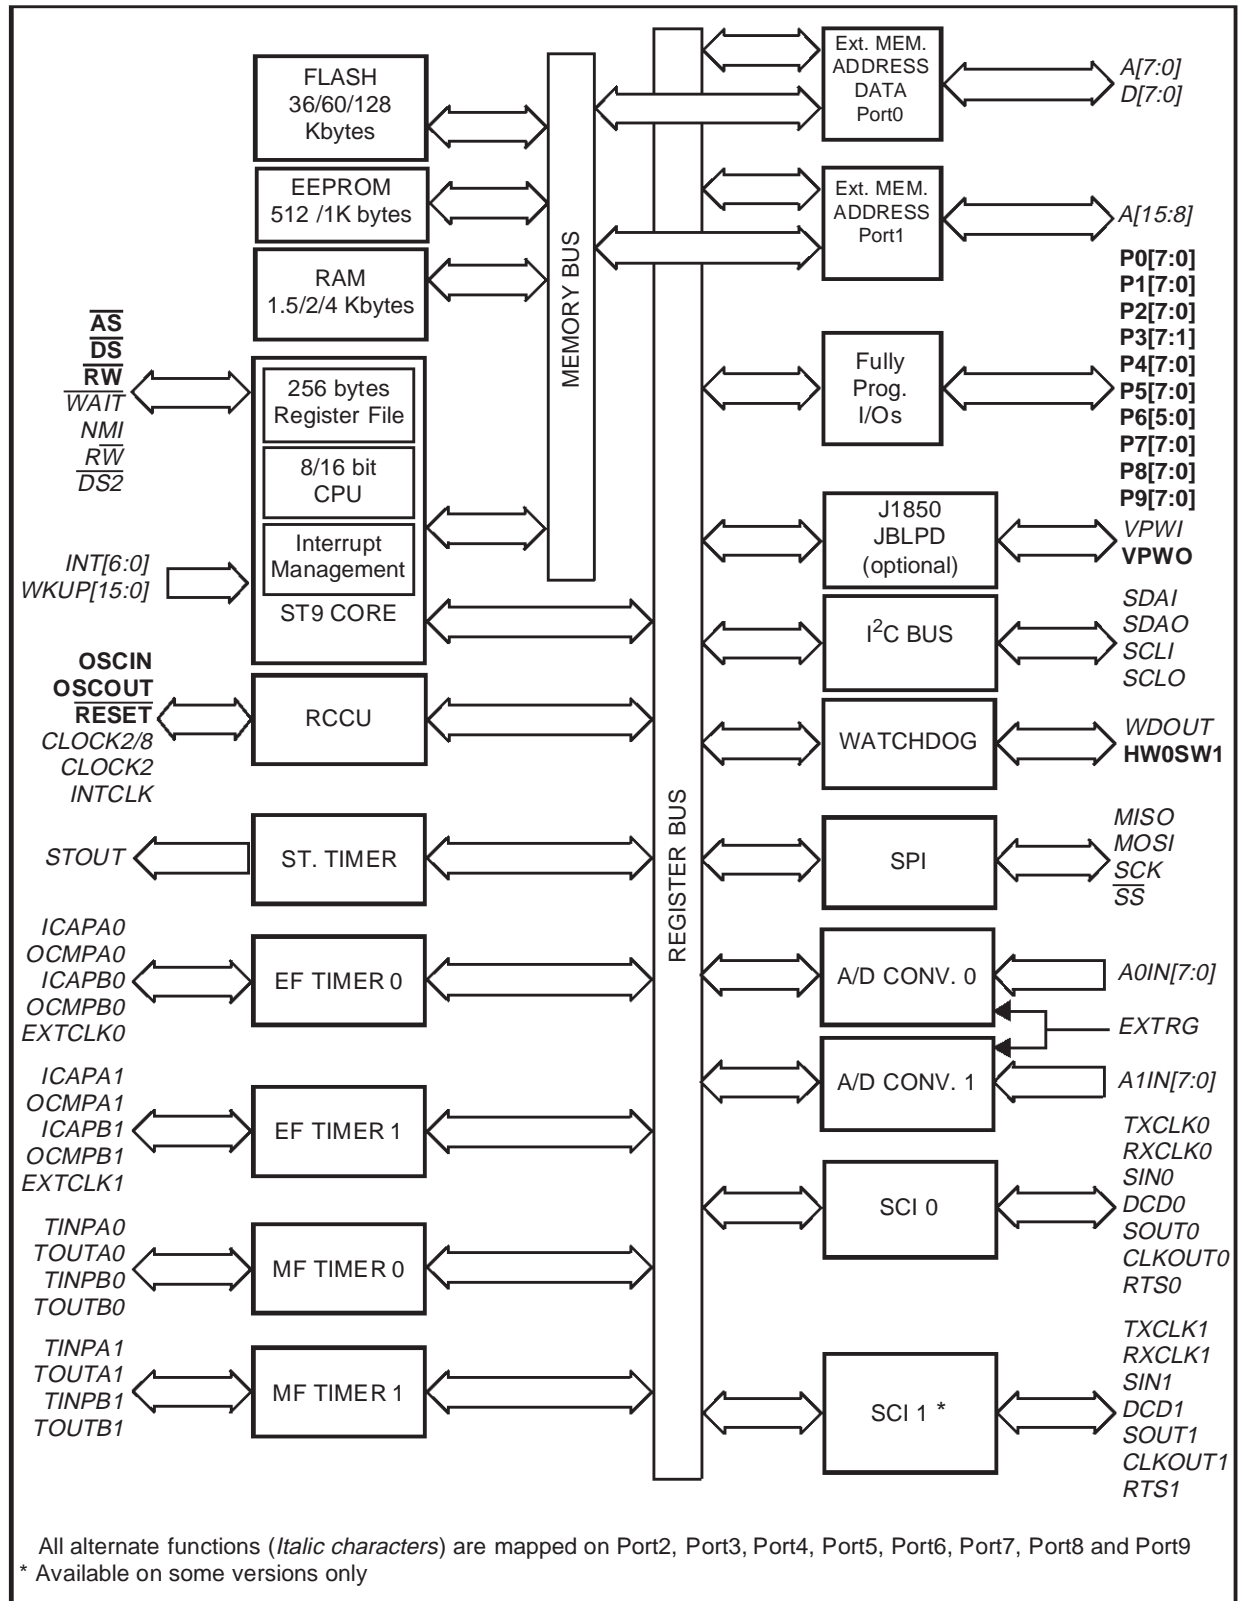 FLASH
36/60/128
Kbytes
EEPROM
512 /1K bytes
RAM
1.5/2/4 Kbytes
AS
DS
RW
WAIT
NMI
RW
DS2
256 bytes
Register File
8/16 bit
CPU
Interrupt
Management
ST9 CORE
INT[6:0]
WKUP[15:0]
OSCIN
OSCOUT
RESET
CLOCK2/8
CLOCK2
INTCLK
RCCU
STOUT
ST. TIMER
ICAPA0
OCMPA0
ICAPB0
OCMPB0
EXTCLK0
EF TIMER 0
ICAPA1
OCMPA1
ICAPB1
OCMPB1
EXTCLK1
EF TIMER 1
TINPA0
TOUTA0
TINPB0
TOUTB0
MF TIMER 0
TINPA1
TOUTA1
TINPB1
TOUTB1
MF TIMER 1
MEMORY BUS
REGISTER BUS
Ext. MEM.
ADDRESS
DATA
Port0
A[7:0]
D[7:0]
Ext. MEM.
ADDRESS
Port1
A[15:8]
Fully
Prog.
I/Os
P0[7:0]
P1[7:0]
P2[7:0]
P3[7:1]
P4[7:0]
P5[7:0]
P6[5:0]
P7[7:0]
P8[7:0]
P9[7:0]
J1850
JBLPD
(optional)
VPWI
VPWO
I2C BUS
SDAI
SDAO
SCLI
SCLO
WATCHDOG
WDOUT
HW0SW1
SPI
MISO
MOSI
SCK
SS
A/D CONV. 0
A0IN[7:0]
EXTRG
A/D CONV. 1
A1IN[7:0]
SCI 0
TXCLK0
RXCLK0
SIN0
DCD0
SOUT0
CLKOUT0
RTS0
SCI 1 *
TXCLK1
RXCLK1
SIN1
DCD1
SOUT1
CLKOUT1
RTS1
All alternate functions (Italic characters) are mapped on Port2, Port3, Port4, Port5, Port6, Port7, Port8 and Port9
* Available on some versions only